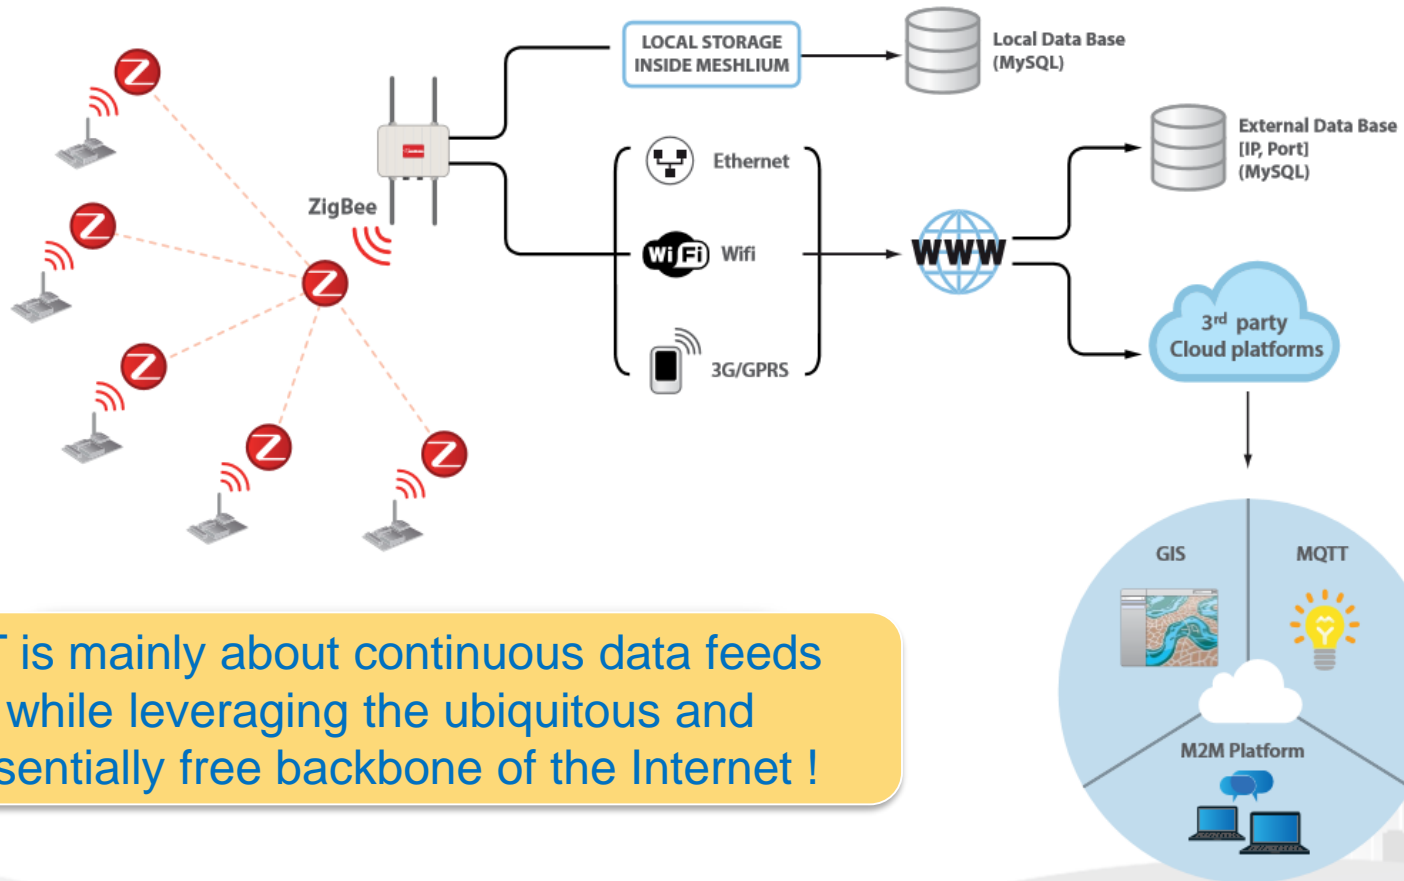 LOCAL STORAGE
INSIDE MESHLIUM
Local Data Base
(MySQL)
External Data Base
[IP, Port]
(MySQL)
ZigBee
Ethernet
WiFi
Wifi
3G/GPRS
WWW
3rd party
Cloud platforms
Z
Z
Z
Z
Z
Z
GIS
MQTT
M2M Platform
T is mainly about continuous data feeds
while leveraging the ubiquitous and
sentially free backbone of the Internet !